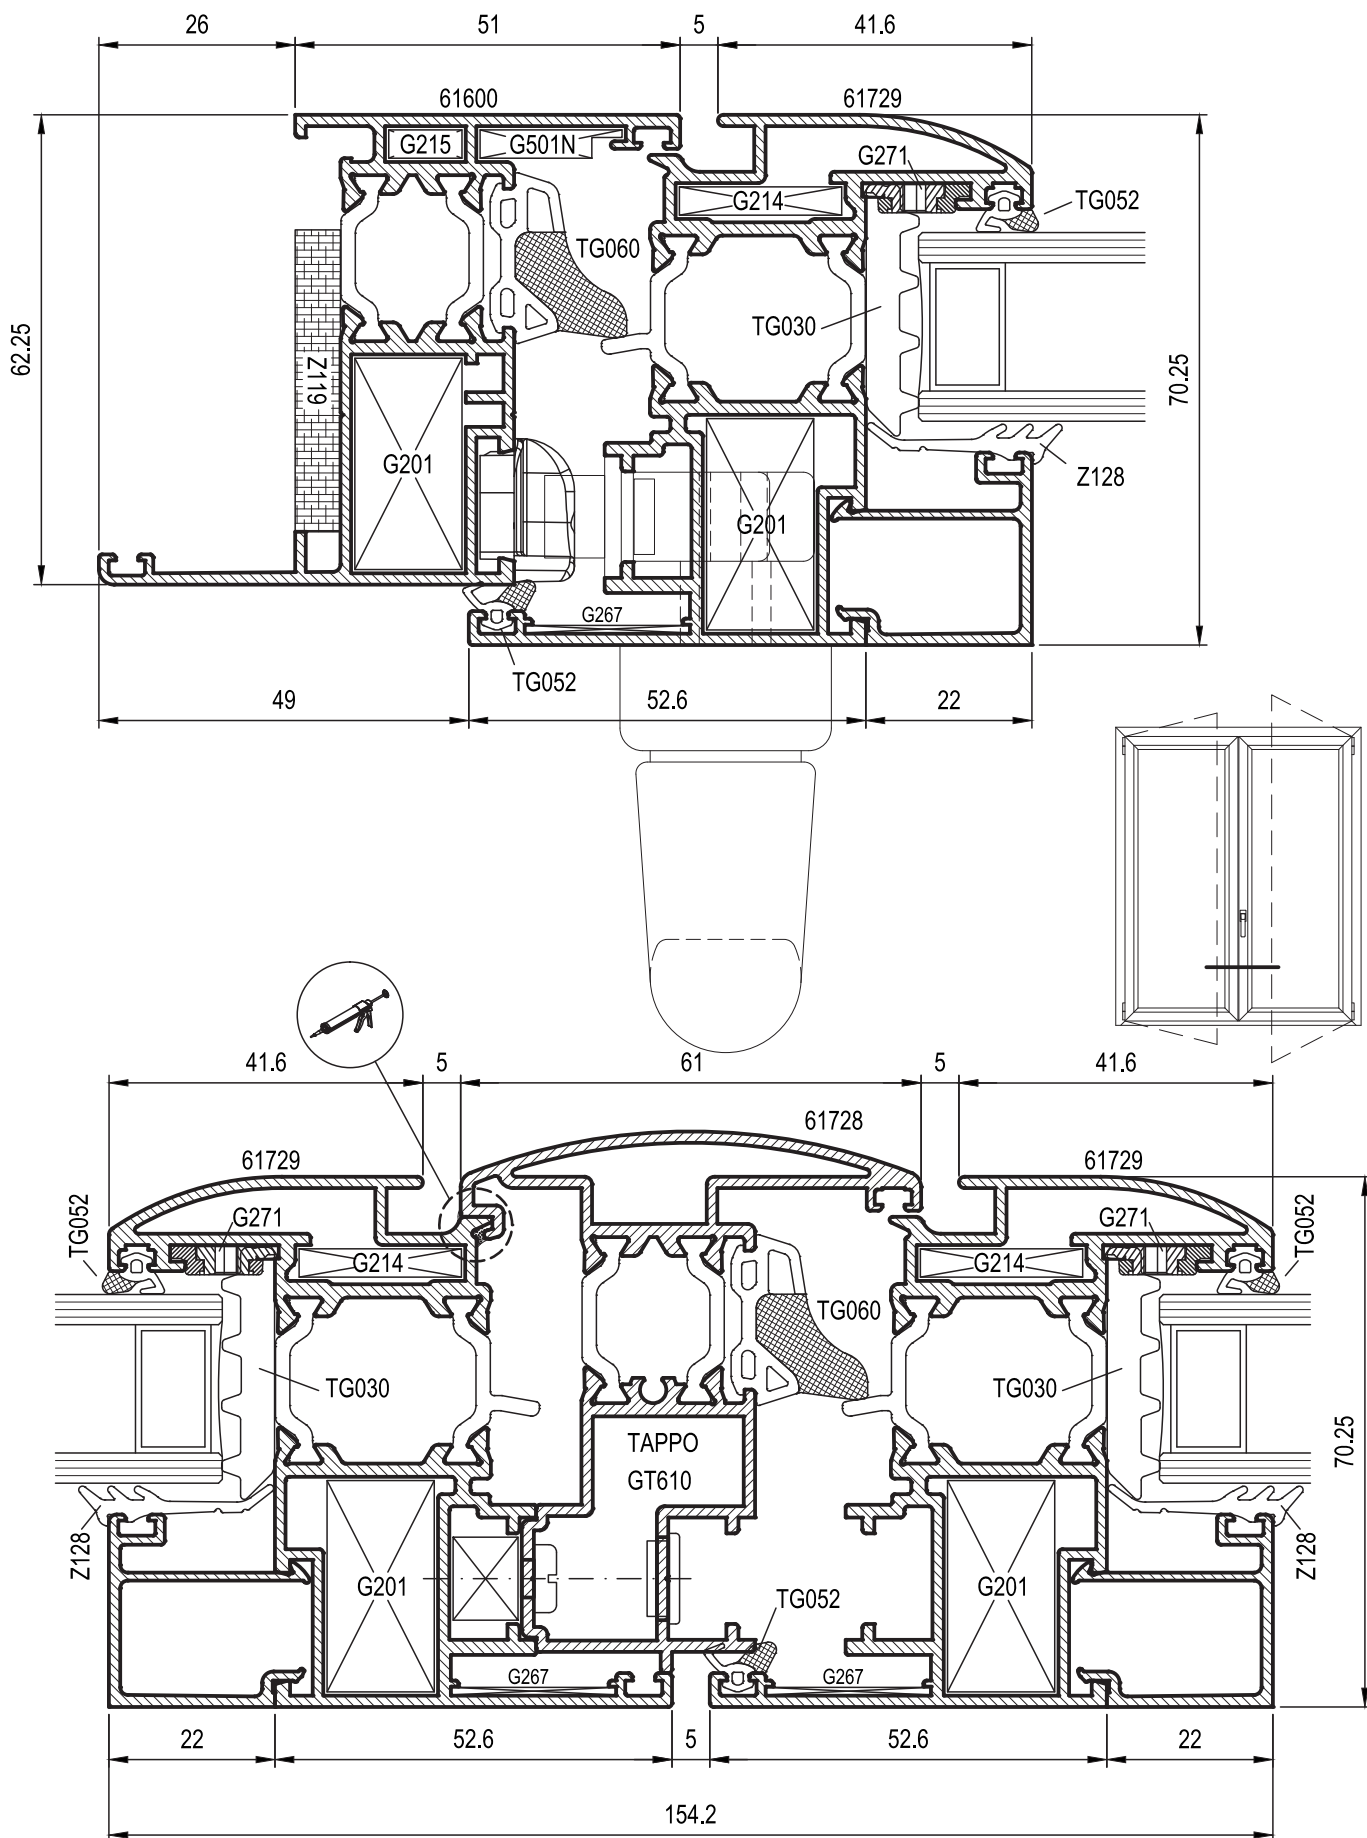 26 51 5 41.6
61600 61729
G215 G501N G271
G214 TG052
TG060
TG030
62.25
70.25
Z119
G201 Z128
G201
G267
TG052
49 52.6 22
41.6 5 61 5 41.6
61728
61729 61729
TG052 G271 G271 TG052
G214 G214
TG060
TG030 TG030
TAPPO
GT610
70.25
Z128 G201 G201 Z128
TG052
G267 G267
22 52.6 5 52.6 22
154.2